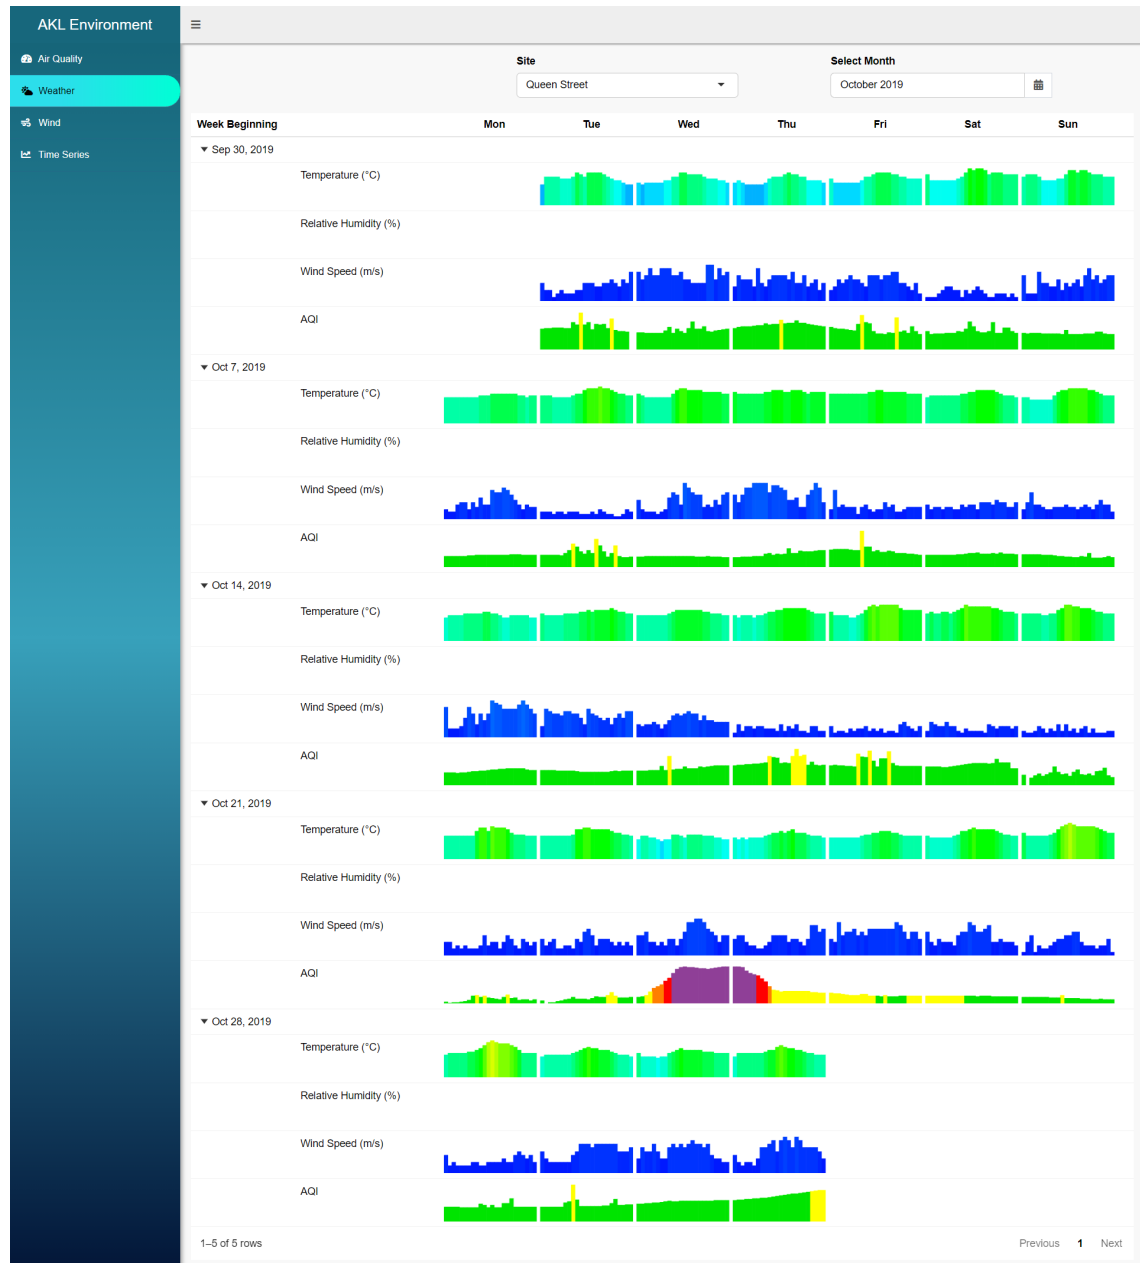 AKL Environment
Air Quality
Weather
Wind
Time Series
Site Select Month
Queen Street October 2019
Week Beginning Mon Tue Wed Thu Fri Sat Sun
Sep 30, 2019
Temperature (°C)
Relative Humidity (%)
Wind Speed (m/s)
AQI
Oct 7, 2019
Temperature (°C)
Relative Humidity (%)
Wind Speed (m/s)
AQI
Oct 14, 2019
Temperature (°C)
Relative Humidity (%)
Wind Speed (m/s)
AQI
Oct 21, 2019
Temperature (°C)
Relative Humidity (%)
Wind Speed (m/s)
AQI
Oct 28, 2019
Temperature (°C)
Relative Humidity (%)
Wind Speed (m/s)
AQI
1–5 of 5 rows Previous 1 Next